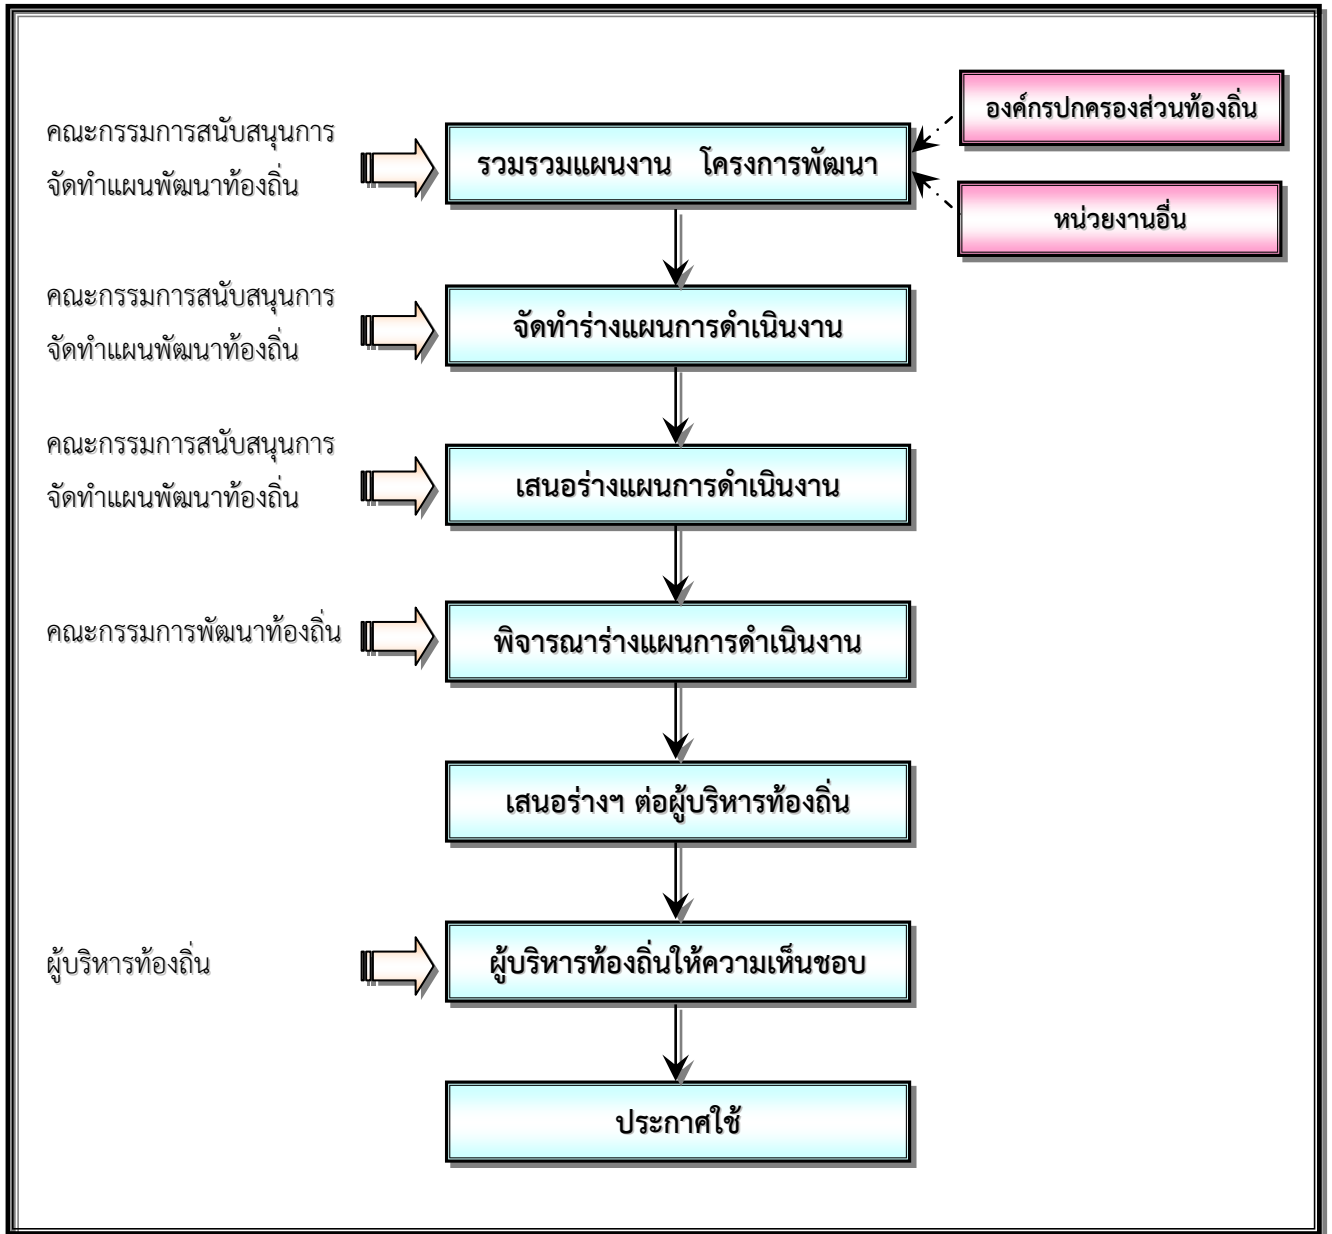 องค์กรปกครองส่วนท้องถิ่น
คณะกรรมการสนับสนุนการ
จัดทำแผนพัฒนาท้องถิ่น
รวมรวมแผนงาน โครงการพัฒนา
หน่วยงานอื่น
คณะกรรมการสนับสนุนการ
จัดทำแผนพัฒนาท้องถิ่น
จัดทำร่างแผนการดำเนินงาน
คณะกรรมการสนับสนุนการ
จัดทำแผนพัฒนาท้องถิ่น
เสนอร่างแผนการดำเนินงาน
คณะกรรมการพัฒนาท้องถิ่น
พิจารณาร่างแผนการดำเนินงาน
เสนอร่างฯ ต่อผู้บริหารท้องถิ่น
ผู้บริหารท้องถิ่น
ผู้บริหารท้องถิ่นให้ความเห็นชอบ
ประกาศใช้